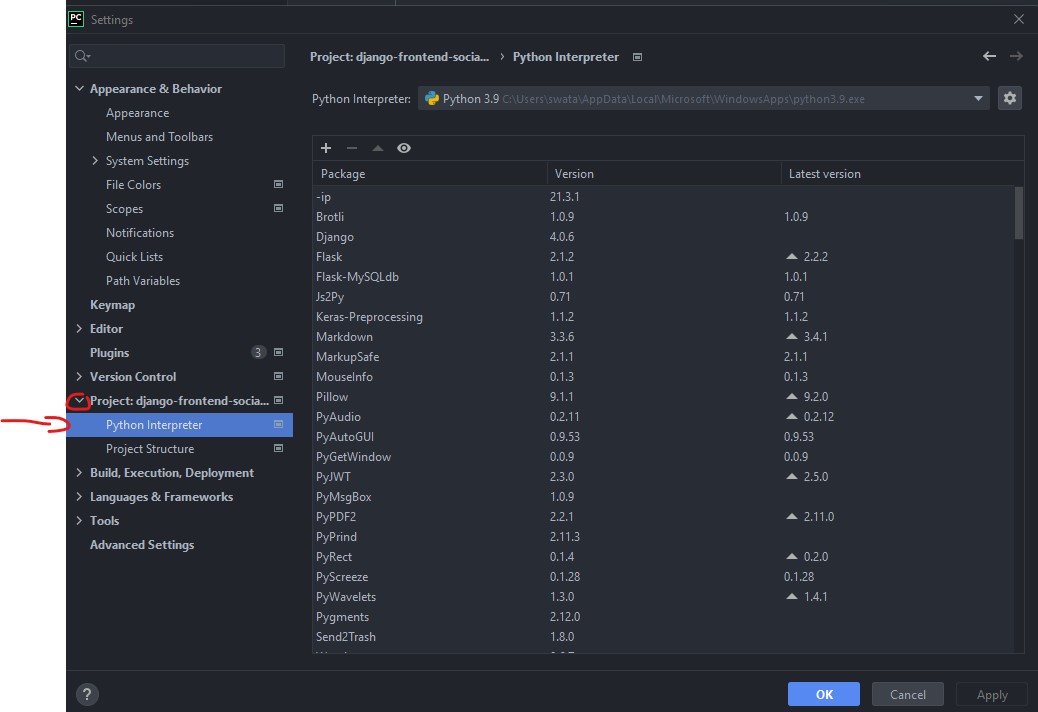 PC Settings
Project: django-frontend-socia... › Python Interpreter
Appearance & Behavior
Appearance
Menus and Toolbars
System Settings
File Colors
Scopes
Notifications
Quick Lists
Path Variables
Keymap
Editor
Plugins 3
Version Control
Project: django-frontend-socia...
Python Interpreter
Project Structure
Build, Execution, Deployment
Languages & Frameworks
Tools
Advanced Settings
Python Interpreter: Python 3.9 C:\Users\swata\AppData\Local\Microsoft\WindowsApps\python3.9.exe
Package Version Latest version
-ip 21.3.1
Brotli 1.0.9 1.0.9
Django 4.0.6
Flask 2.1.2 2.2.2
Flask-MySQLdb 1.0.1 1.0.1
Js2Py 0.71 0.71
Keras-Preprocessing 1.1.2 1.1.2
Markdown 3.3.6 3.4.1
MarkupSafe 2.1.1 2.1.1
MouseInfo 0.1.3 0.1.3
Pillow 9.1.1 9.2.0
PyAudio 0.2.11 0.2.12
PyAutoGUI 0.9.53 0.9.53
PyGetWindow 0.0.9 0.0.9
PyJWT 2.3.0 2.5.0
PyMsgBox 1.0.9
PyPDF2 2.2.1 2.11.0
PyPrind 2.11.3
PyRect 0.1.4 0.2.0
PyScreeze 0.1.28 0.1.28
PyWavelets 1.3.0 1.4.1
Pygments 2.12.0
Send2Trash 1.8.0
? OK Cancel Apply